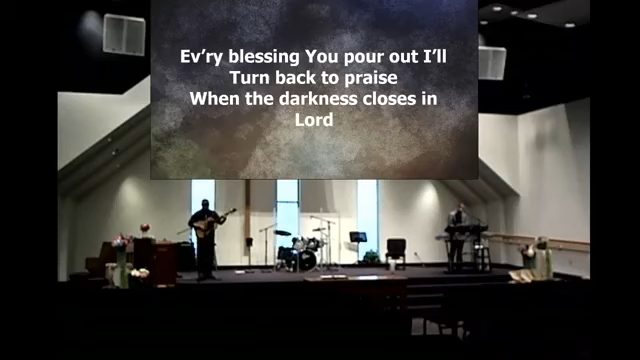 Ev'ry blessing You pour out I'll
Turn back to praise
When the darkness closes in
Lord